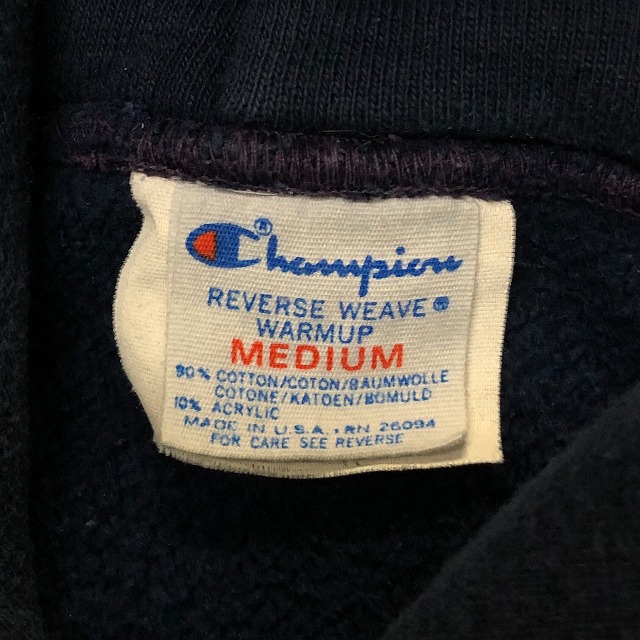 Champion®
REVERSE WEAVE®
WARMUP
MEDIUM
90% COTTON/COTON/BAUMWOLLE
COTONE/KATOEN/BOMULD
10% ACRYLIC
MADE IN U.S.A. · RN 26094
FOR CARE SEE REVERSE